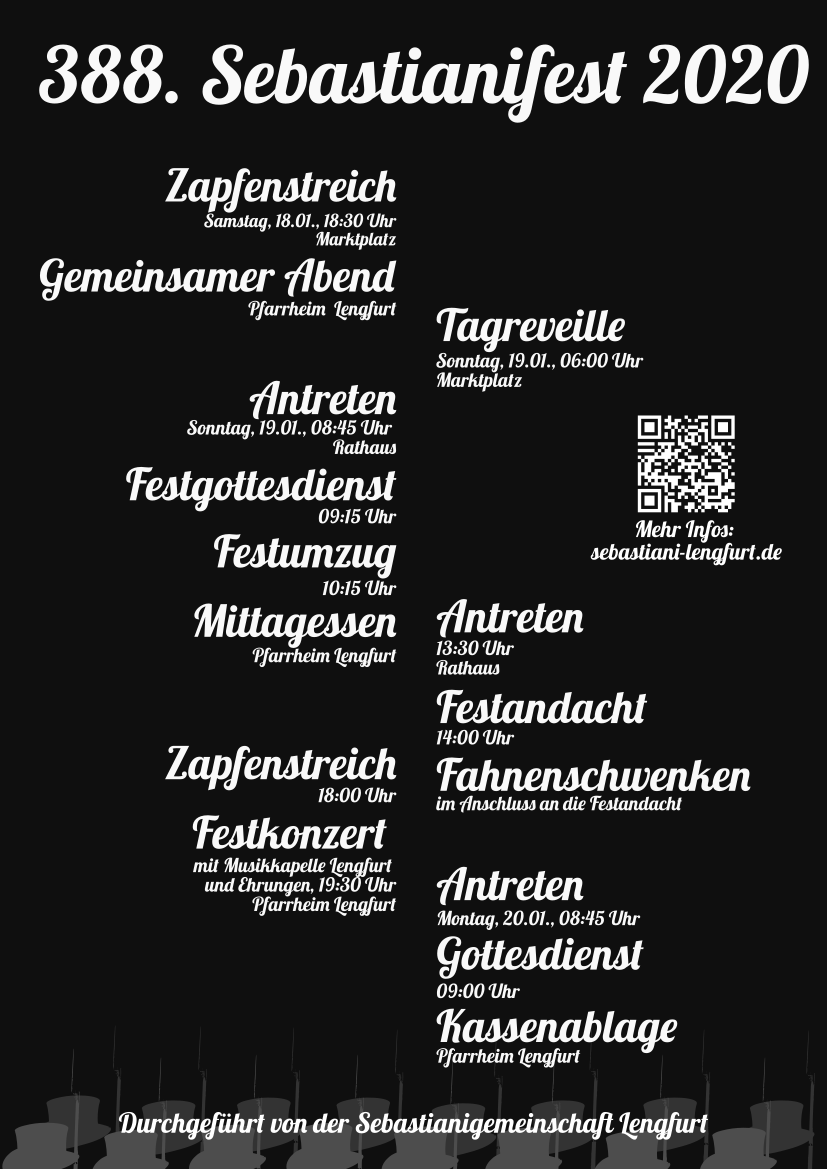 388. Sebastianifest 2020
Zapfenstreich
Samstag, 18.01., 18:30 Uhr
Marktplatz
Gemeinsamer Abend
Pfarrheim Lengfurt
Tagreveille
Sonntag, 19.01., 06:00 Uhr
Marktplatz
Antreten
Sonntag, 19.01., 08:45 Uhr
Rathaus
Festgottesdienst
09:15 Uhr
Festumzug
10:15 Uhr
Mittagessen
Pfarrheim Lengfurt
Mehr Infos:
sebastiani-lengfurt.de
Antreten
13:30 Uhr
Rathaus
Festandacht
14:00 Uhr
Fahnenschwenken
im Anschluss an die Festandacht
Zapfenstreich
18:00 Uhr
Festkonzert
mit Musikkapelle Lengfurt
und Ehrungen, 19:30 Uhr
Pfarrheim Lengfurt
Antreten
Montag, 20.01., 08:45 Uhr
Gottesdienst
09:00 Uhr
Kassenablage
Pfarrheim Lengfurt
Durchgeführt von der Sebastianigemeinschaft Lengfurt